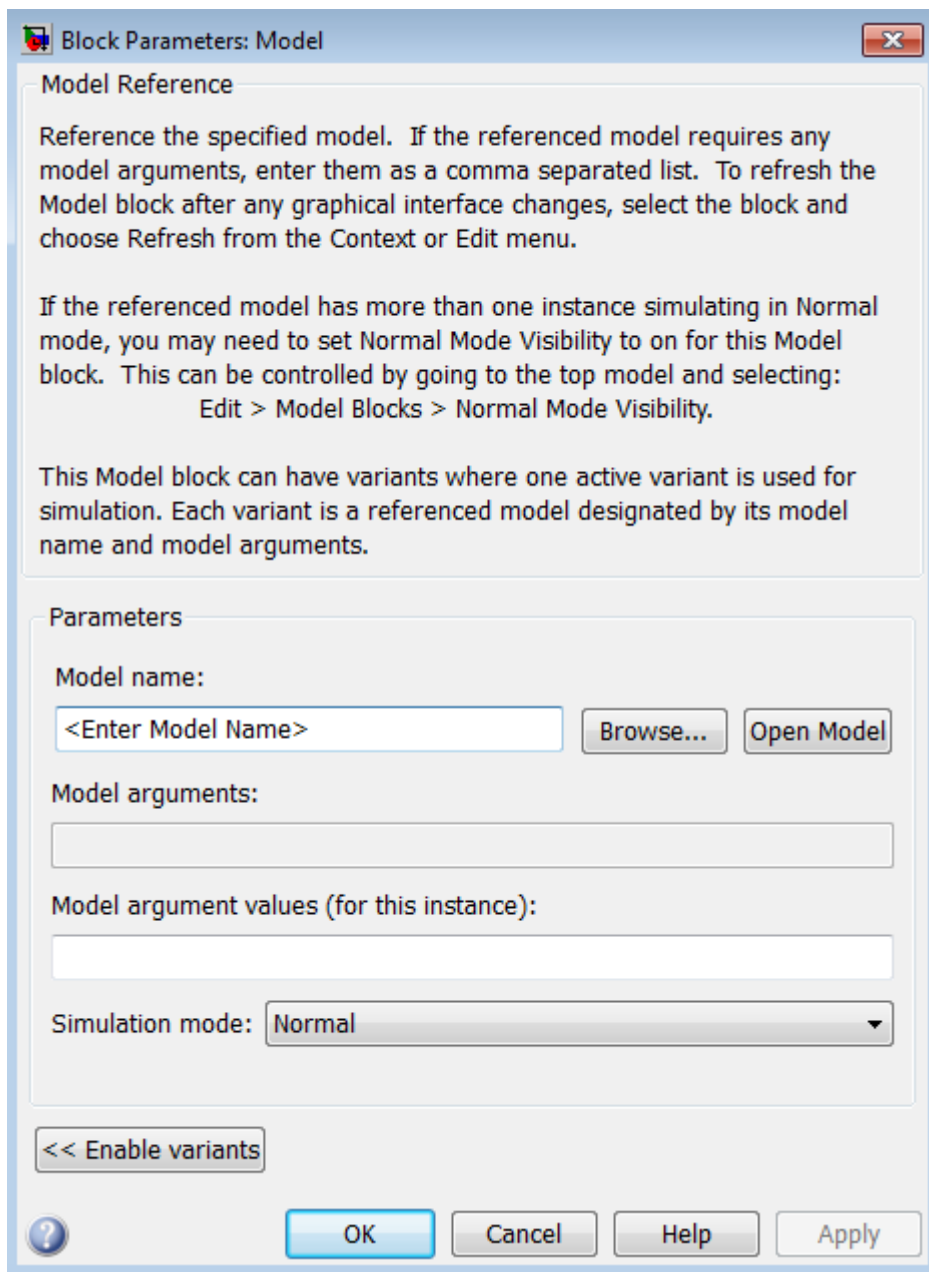 Block Parameters: Model
Model Reference
Reference the specified model.  If the referenced model requires any
model arguments, enter them as a comma separated list.  To refresh the
Model block after any graphical interface changes, select the block and
choose Refresh from the Context or Edit menu.
If the referenced model has more than one instance simulating in Normal
mode, you may need to set Normal Mode Visibility to on for this Model
block.  This can be controlled by going to the top model and selecting:
Edit > Model Blocks > Normal Mode Visibility.
This Model block can have variants where one active variant is used for
simulation. Each variant is a referenced model designated by its model
name and model arguments.
Parameters
Model name:
<Enter Model Name> Browse... Open Model
Model arguments:
Model argument values (for this instance):
Simulation mode: Normal
<< Enable variants
? OK Cancel Help Apply